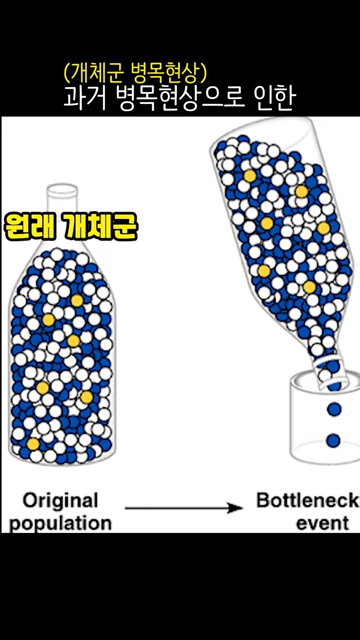 (개체군 병목현상)
과거 병목현상으로 인한
원래 개체군
Original
population
Bottleneck
event